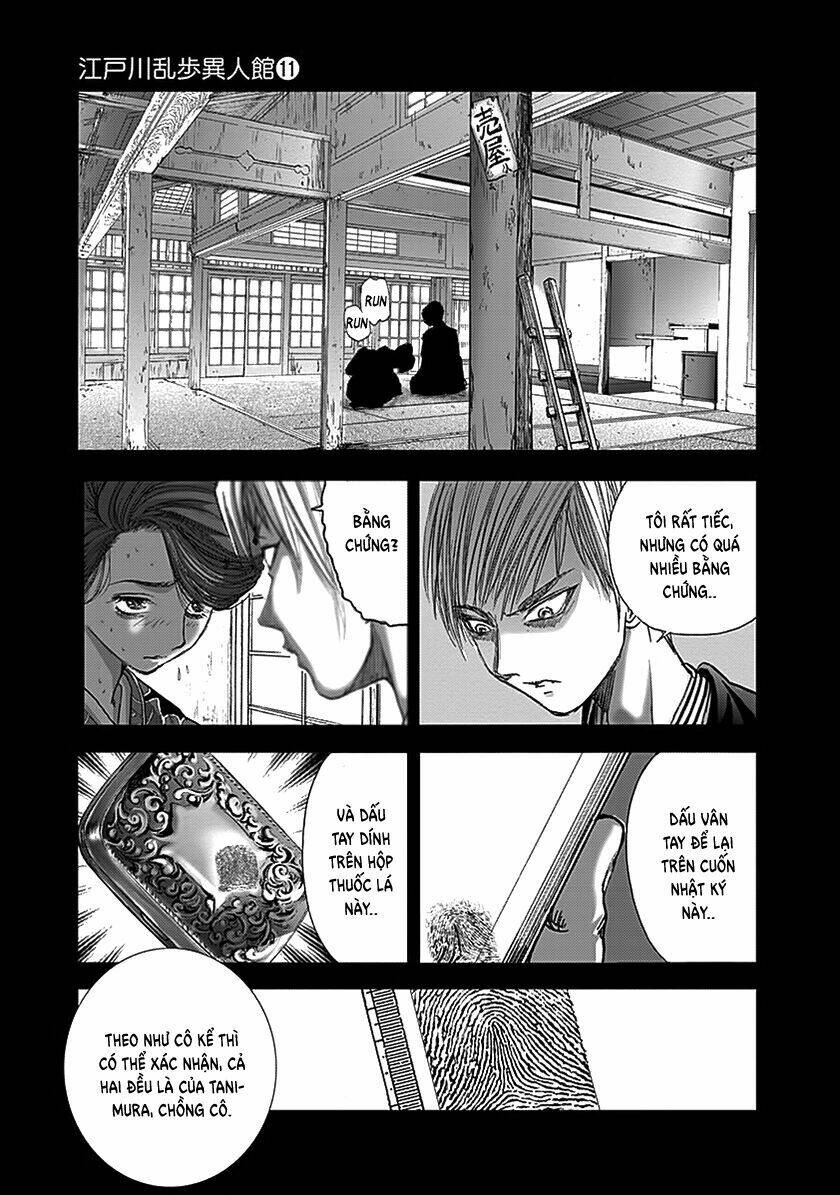 江戸川乱歩異人館⓫
売屋
RUN
RUN
TÔI RẤT TIẾC,
NHƯNG CÓ QUÁ
NHIỀU BẰNG
CHỨNG..
BẰNG
CHỨNG?
DẤU VÂN
TAY ĐỂ LẠI
TRÊN CUỐN
NHẬT KÝ
NÀY..
VÀ DẤU
TAY DÍNH
TRÊN HỘP
THUỐC LÁ
NÀY..
THEO NHƯ CÔ KỂ THÌ
CÓ THỂ XÁC NHẬN, CẢ
HAI ĐỀU LÀ CỦA TANI-
MURA, CHỒNG CÔ.